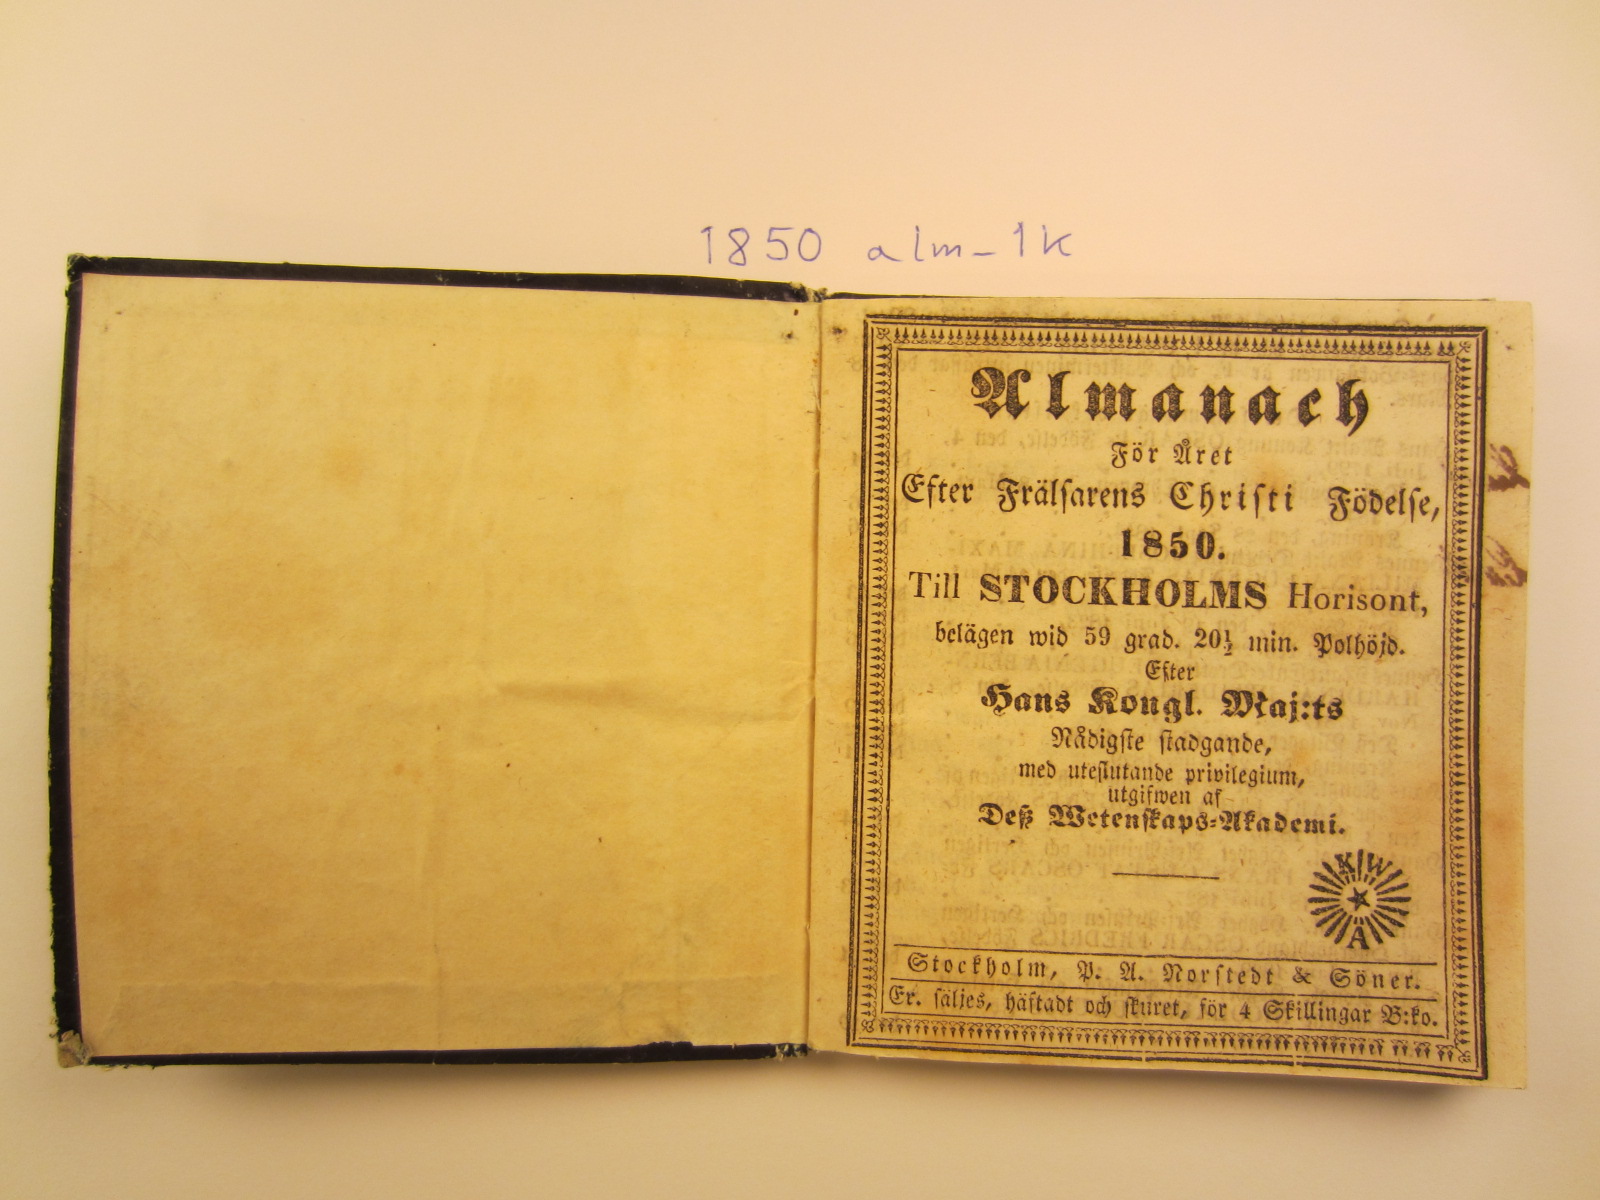 1850 alm-1k
Almanach
För Året
Efter Frälsarens Christi Födelse,
1850.
Till STOCKHOLMS Horisont,
belägen wid 59 grad. 20½ min. Polhöjd.
Efter
Hans Kongl. Maj:ts
Nådigste stadgande,
med uteslutande privilegium,
utgifwen af
Deß Wetenskaps-Akademi.
K W
A
Stockholm, P. A. Norstedt & Söner.
Er. säljes, häftadt och skuret, för 4 Skillingar B:ko.